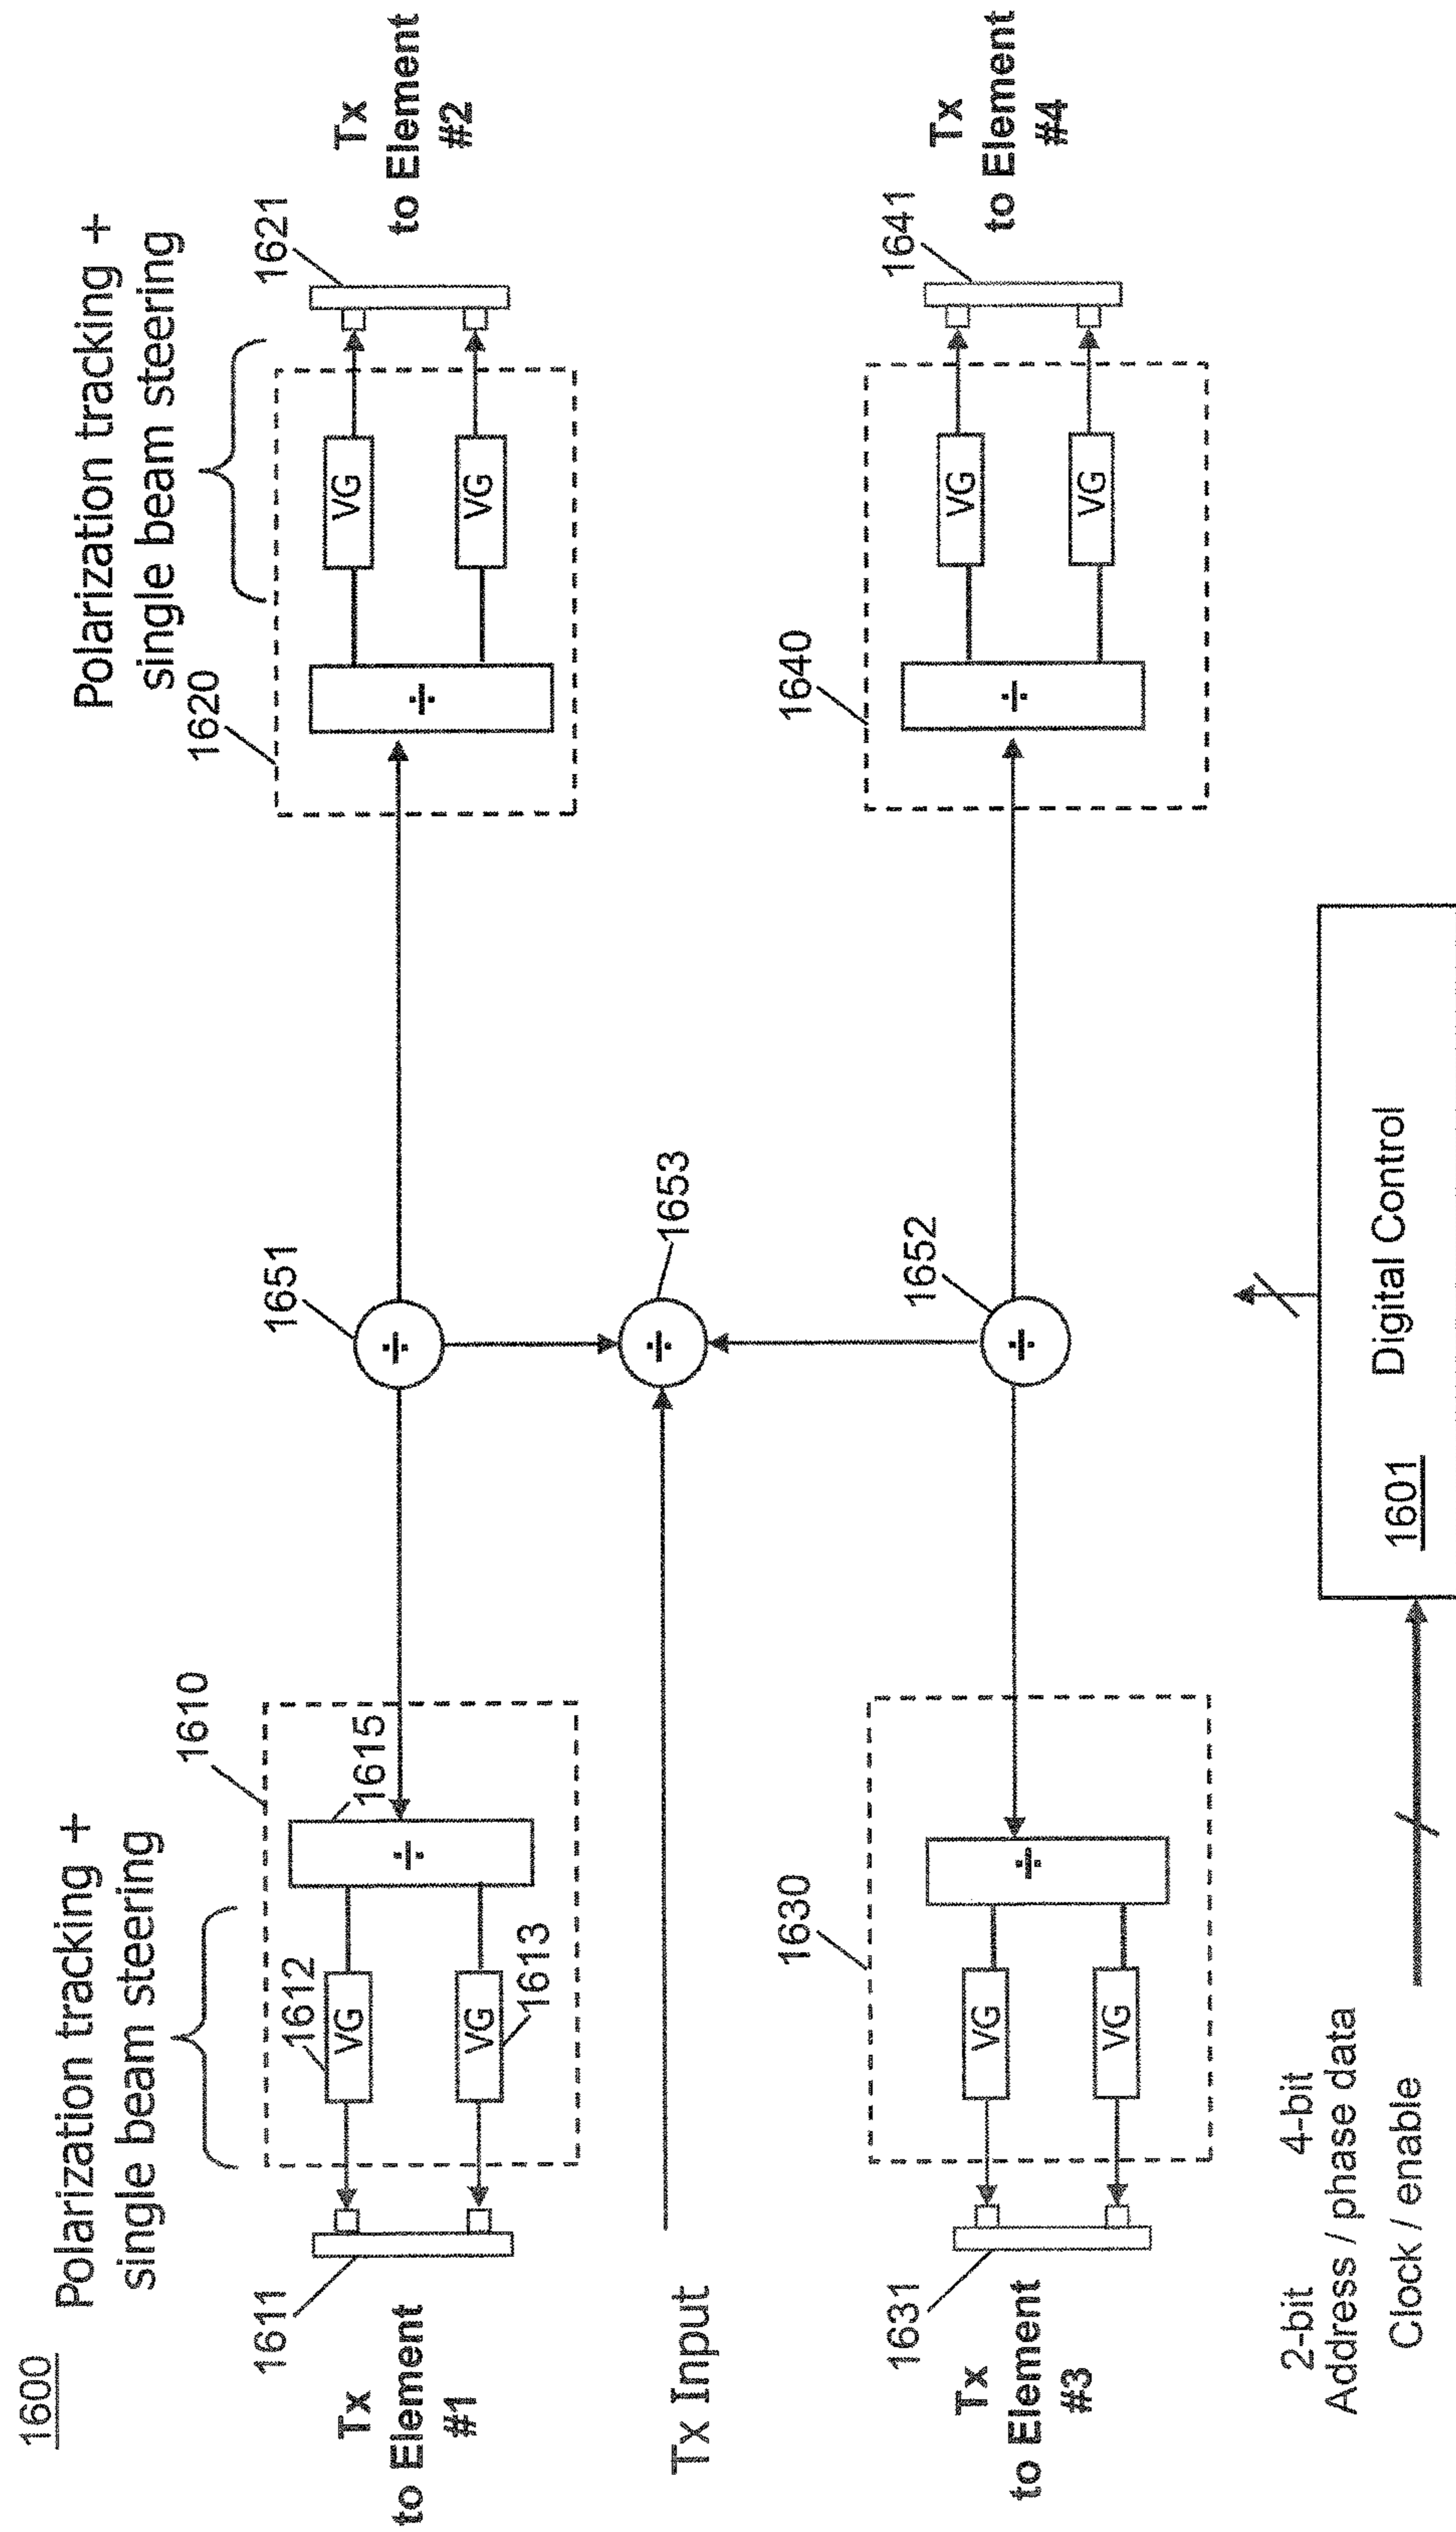 1600
Polarization tracking +
single beam steering
Polarization tracking +
single beam steering
1610
1620
1611
1612
VG
1615
÷
1651
÷
÷
VG
1621
Tx
to Element
#1
VG
1613
VG
Tx
to Element
#2
Tx Input
÷
1653
1630
1652
1640
1631
VG
÷
÷
÷
VG
1641
Tx
to Element
#3
VG
VG
Tx
to Element
#4
2-bit 4-bit
Address / phase data
Clock / enable
1601
Digital Control